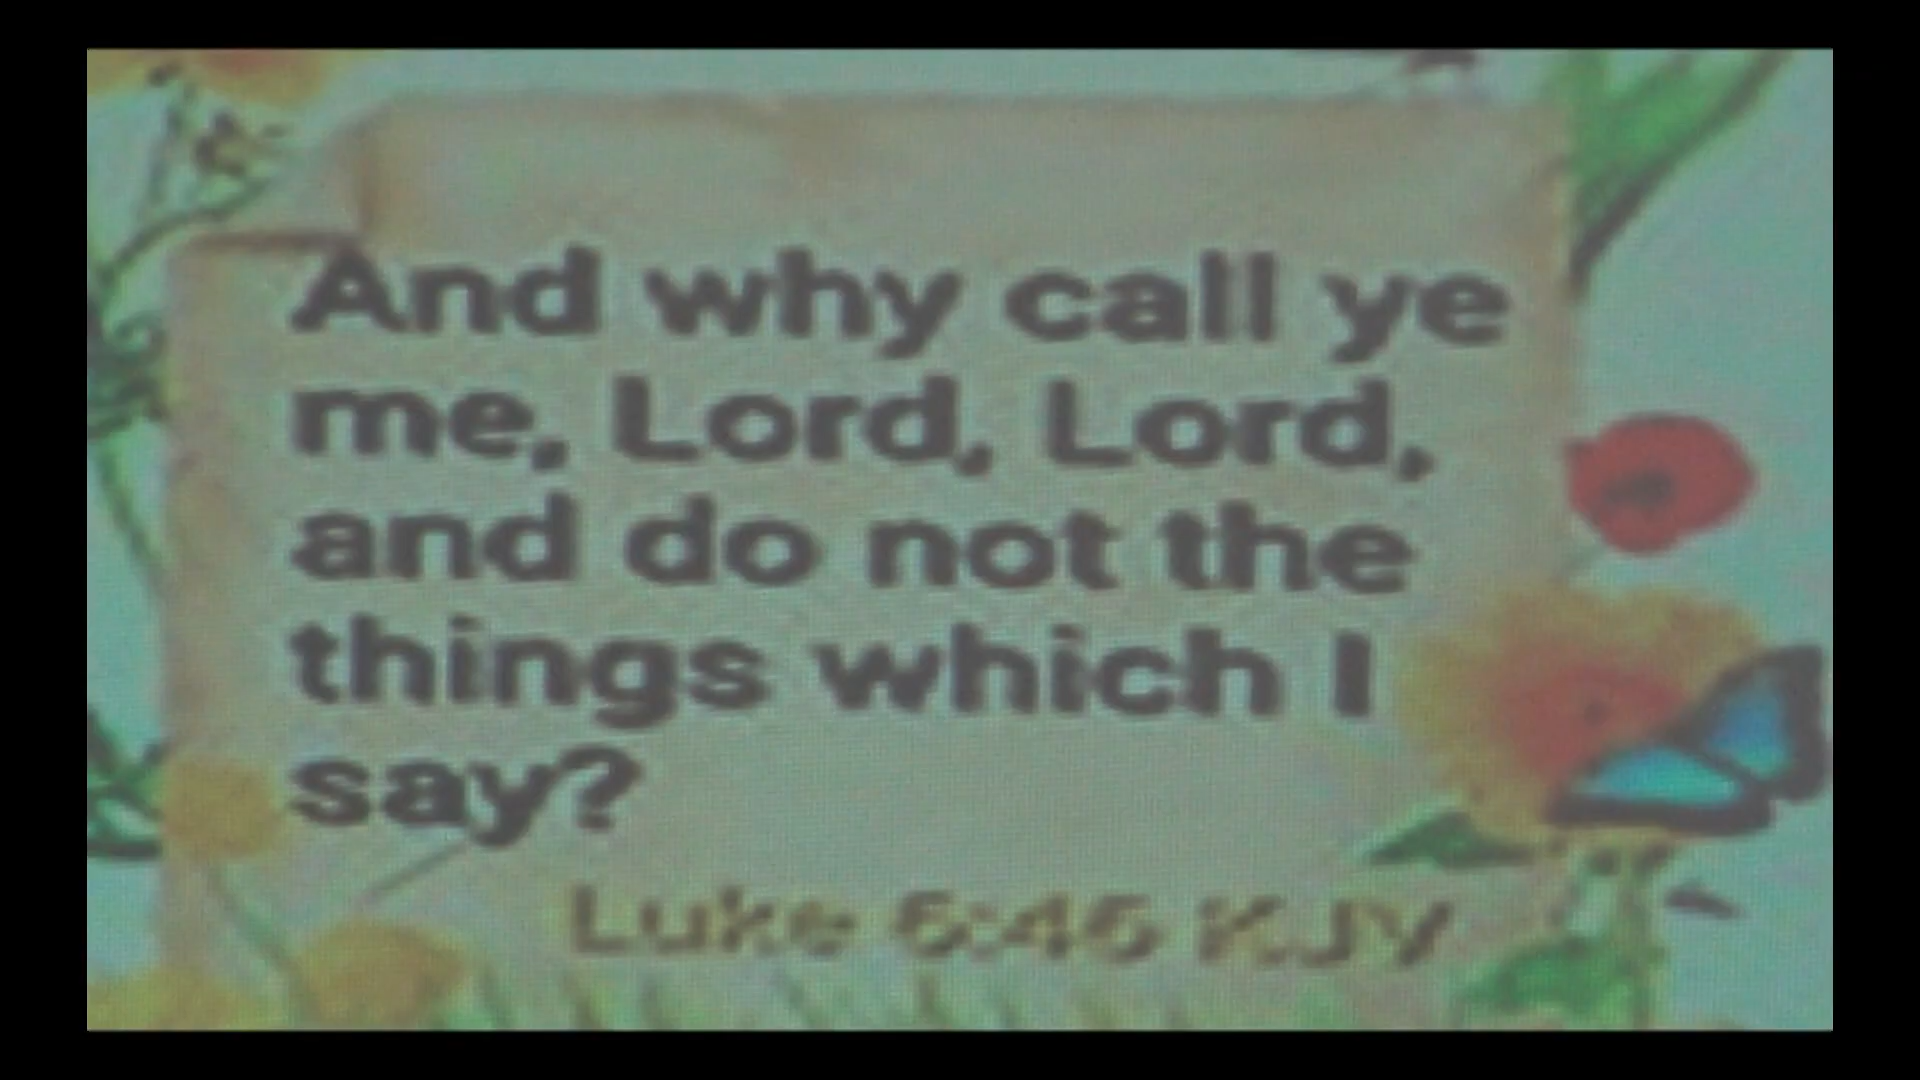 And why call ye
me, Lord, Lord,
and do not the
things which I
say?
Luke 6:46 KJV